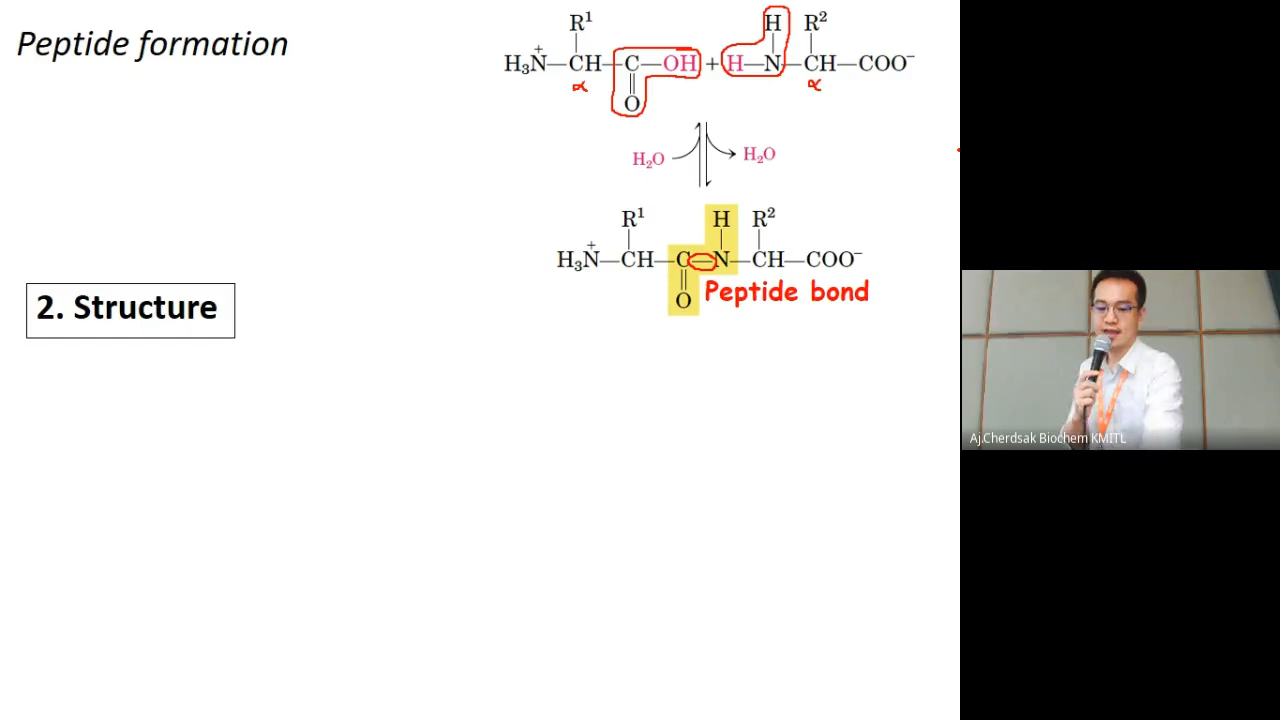 Peptide formation
R¹ H R²
H₃N⁺—CH—C—OH + H—N—CH—COO⁻
α α
O
H₂O H₂O
R¹ H R²
H₃N⁺—CH—C—N—CH—COO⁻
O
Peptide bond
2. Structure
Aj.Cherdsak Biochem KMITL